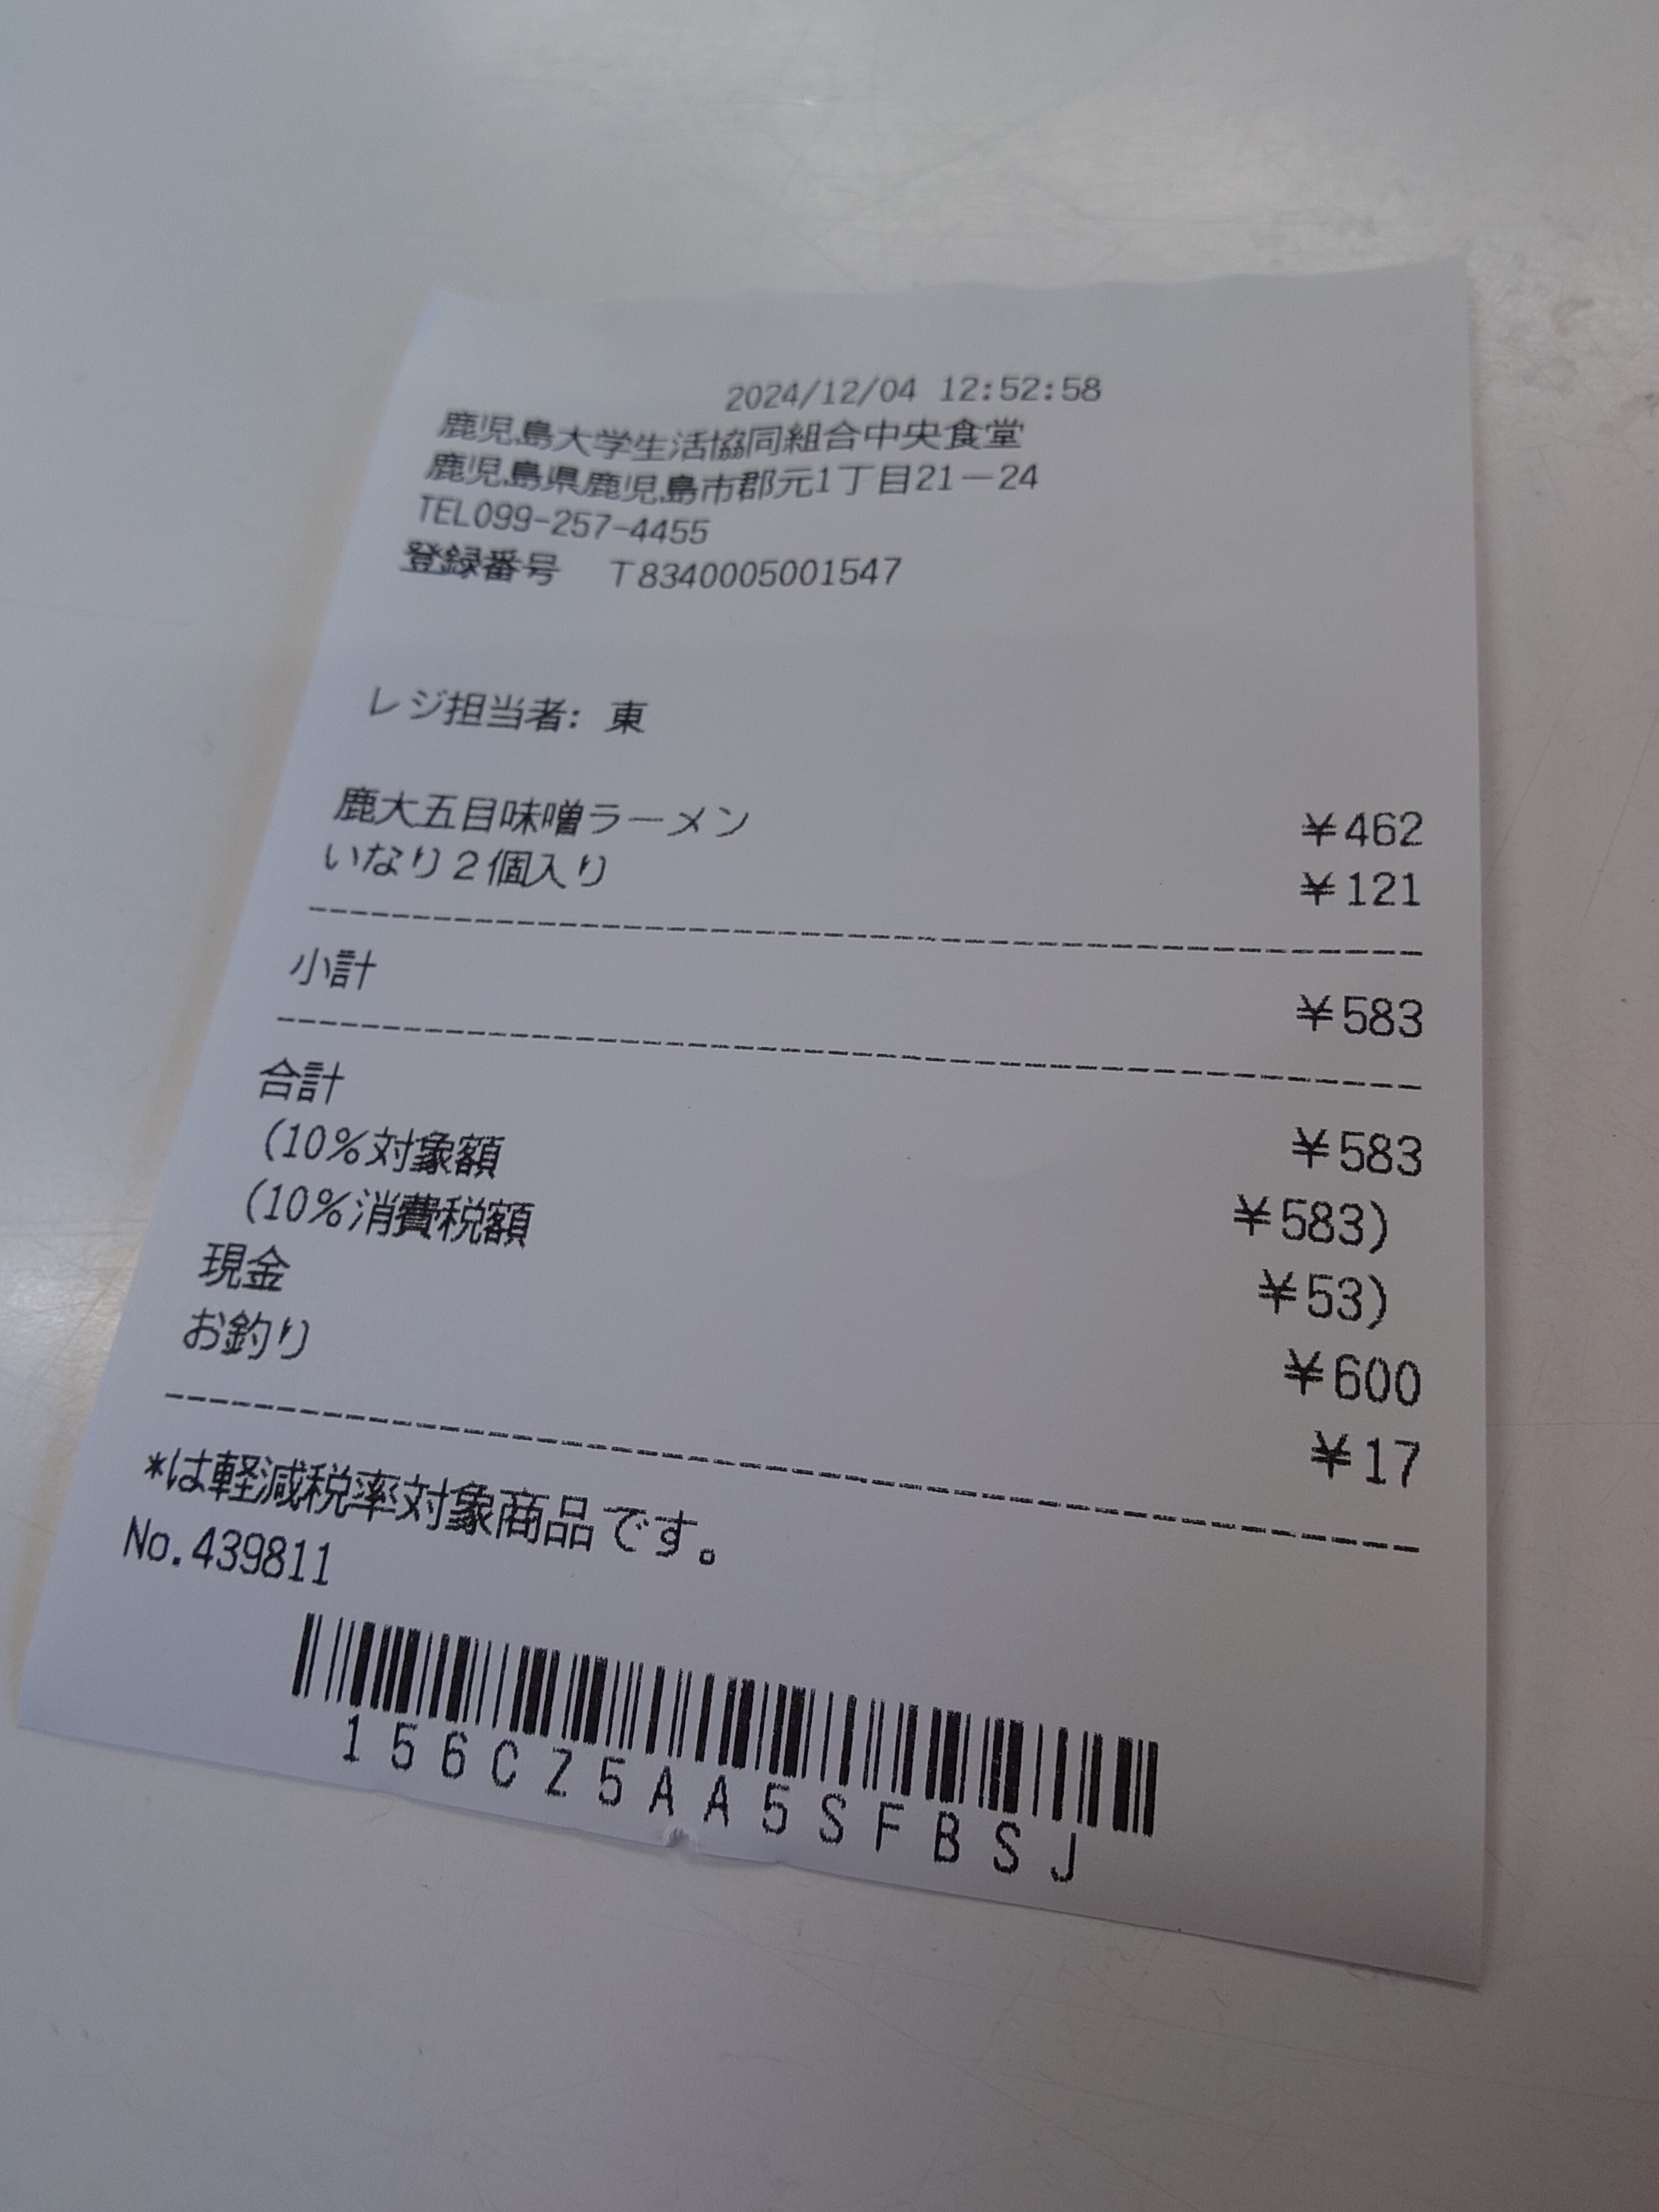 2024/12/04 12:52:58
鹿児島大学生活協同組合中央食堂
鹿児島県鹿児島市郡元1丁目21－24
TEL099-257-4455
登録番号 T8340005001547
レジ担当者: 東
鹿大五目味噌ラーメン ¥462
いなり２個入り ¥121
小計 ¥583
合計 ¥583
(10%対象額 ¥583)
(10%消費税額 ¥53)
現金 ¥600
お釣り ¥17
*は軽減税率対象商品です。
No.439811
156CZ5AA5SFBSJ